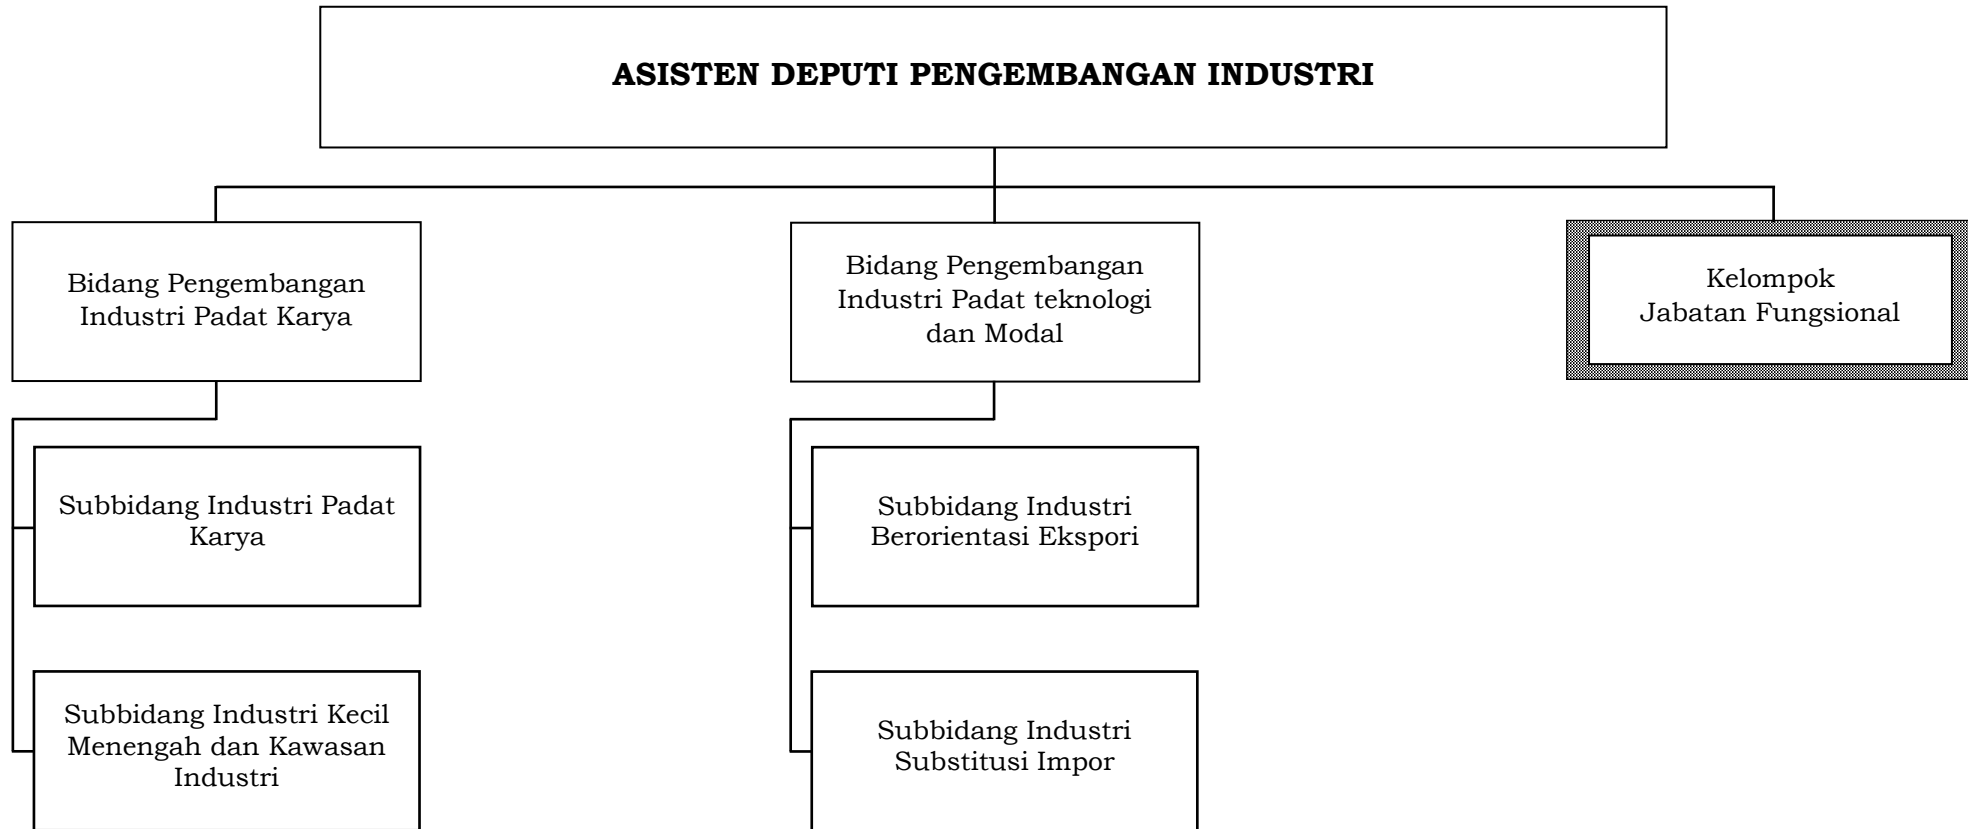 ASISTEN DEPUTI PENGEMBANGAN INDUSTRI
Bidang Pengembangan
Industri Padat Karya
Bidang Pengembangan
Industri Padat teknologi
dan Modal
Kelompok
Jabatan Fungsional
Subbidang Industri Padat
Karya
Subbidang Industri
Berorientasi Ekspori
Subbidang Industri Kecil
Menengah dan Kawasan
Industri
Subbidang Industri
Substitusi Impor